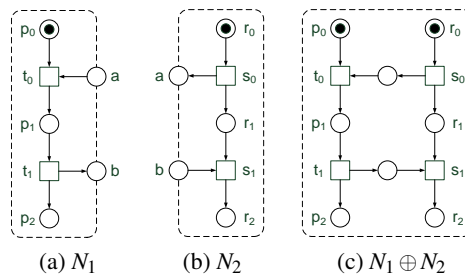 p0 r0 p0 r0
t0 a a s0 t0 s0
p1 r1 p1 r1
t1 b b s1 t1 s1
p2 r2 p2 r2
(a) N1 (b) N2 (c) N1 ⊕ N2